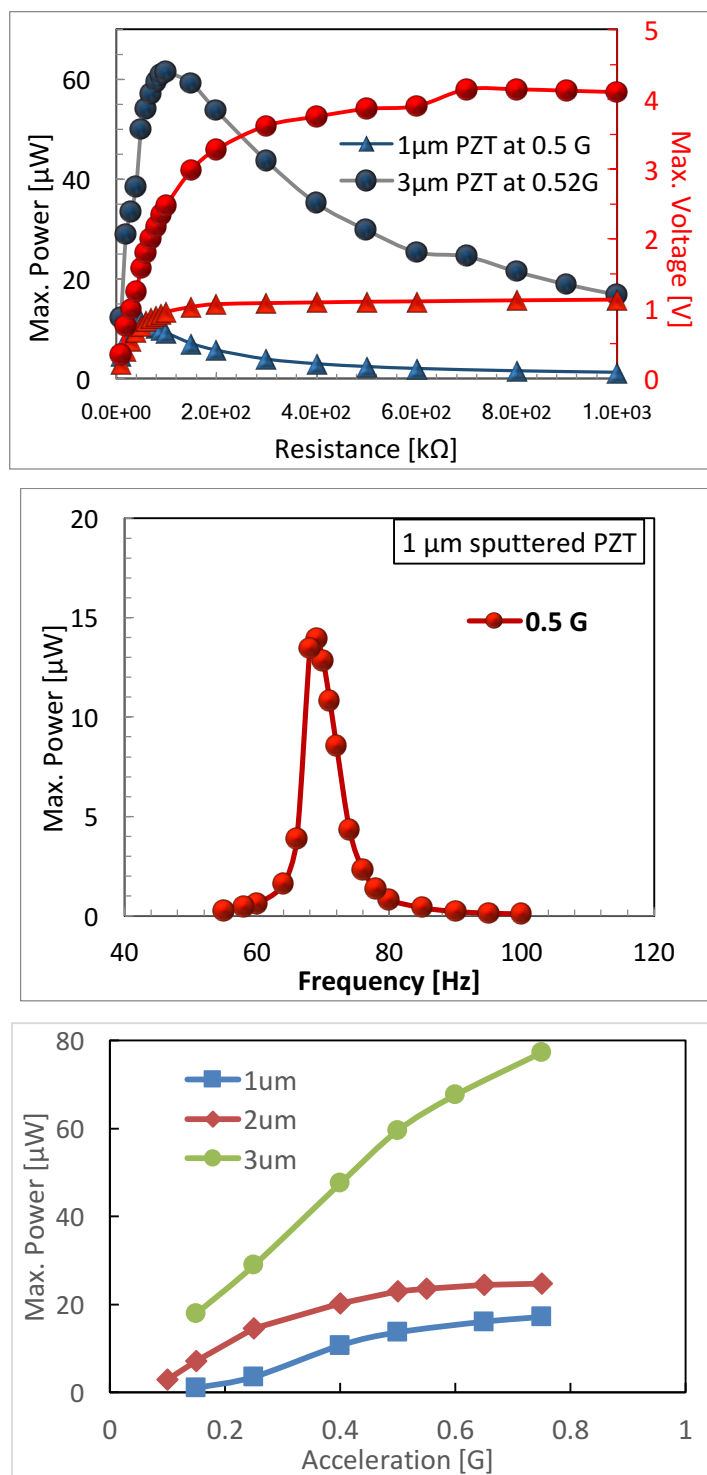 Max. Power [µW]
60
40
20
0
5
4
3
2
1
0
Max. Voltage [V]
1µm PZT at 0.5 G
3µm PZT at 0.52G
0.0E+00 2.0E+02 4.0E+02 6.0E+02 8.0E+02 1.0E+03
Resistance [kΩ]
Max. Power [µW]
20
15
10
5
0
1 µm sputtered PZT
0.5 G
40 60 80 100 120
Frequency [Hz]
Max. Power [µW]
80
60
40
20
0
1um
2um
3um
0 0.2 0.4 0.6 0.8 1
Acceleration [G]